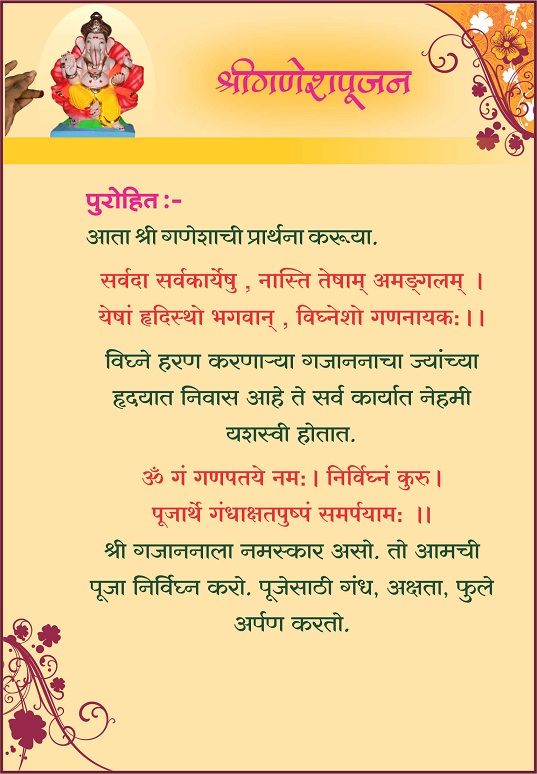 श्रीगणेशपूजन
पुरोहित :-
आता श्री गणेशाची प्रार्थना करूया.
सर्वदा सर्वकार्येषु , नास्ति तेषाम् अमङ्गलम् ।
येषां हृदिस्थो भगवान् , विघ्नेशो गणनायक: ।।
विघ्ने हरण करणाऱ्या गजाननाचा ज्यांच्या
हृदयात निवास आहे ते सर्व कार्यात नेहमी
यशस्वी होतात.
ॐ गं गणपतये नम: । निर्विघ्नं कुरु ।
पूजार्थे गंधाक्षतपुष्पं समर्पयाम: ।।
श्री गजाननाला नमस्कार असो. तो आमची
पूजा निर्विघ्न करो. पूजेसाठी गंध, अक्षता, फुले
अर्पण करतो.